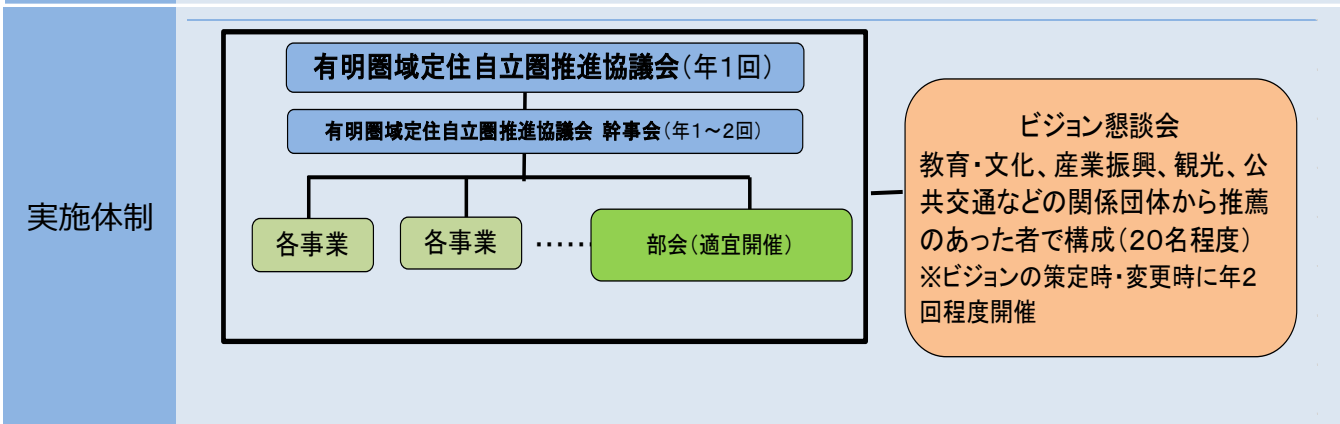 実施体制
有明圏域定住自立圏推進協議会(年1回)
有明圏域定住自立圏推進協議会 幹事会(年1~2回)
各事業
各事業
……
部会(適宜開催)
ビジョン懇談会
教育・文化、産業振興、観光、公
共交通などの関係団体から推薦
のあった者で構成(20名程度)
※ビジョンの策定時・変更時に年2
回程度開催